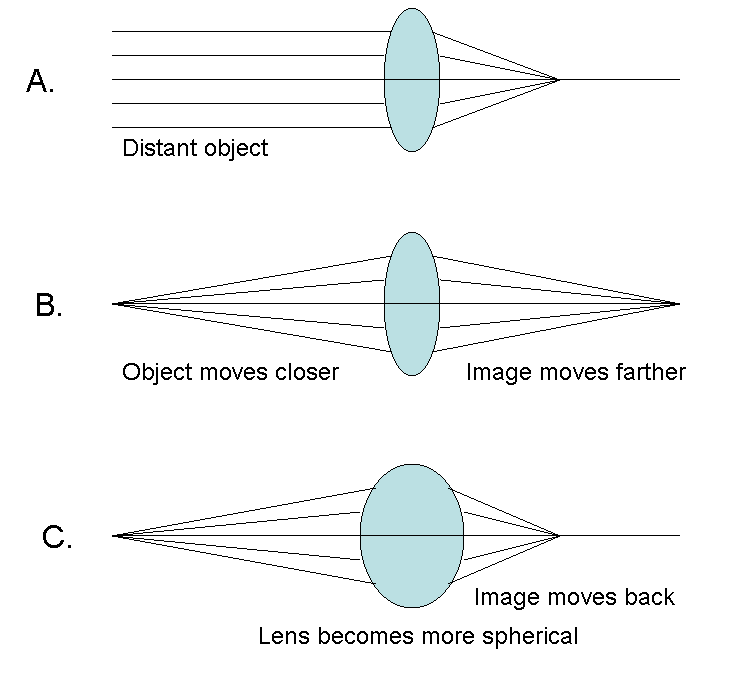 A.
Distant object
B.
Object moves closer
Image moves farther
C.
Image moves back
Lens becomes more spherical